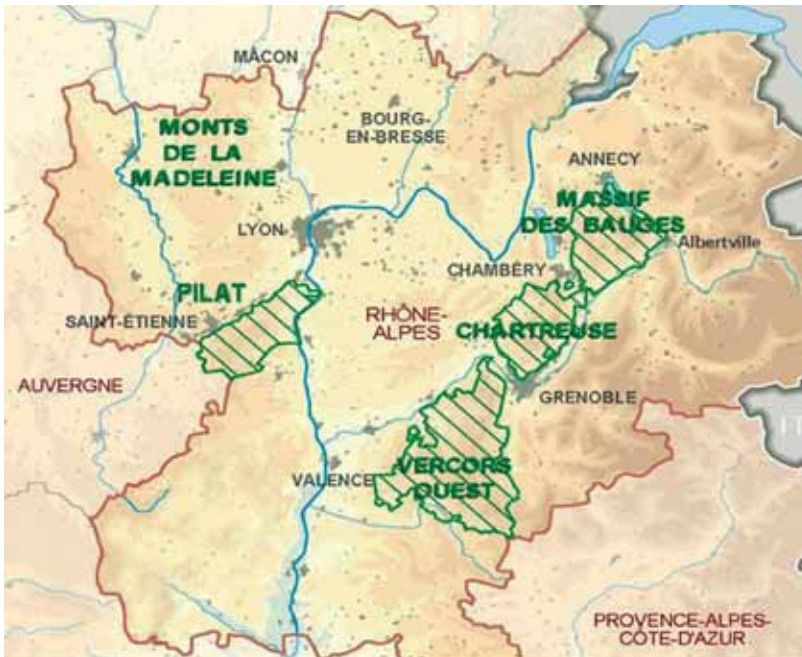 MÂCON
BOURG-
EN-BRESSE
MONTS
DE LA
MADELEINE
ANNECY
MASSIF
DES BAUGES
LYON
Albertville
CHAMBÉRY
PILAT
SAINT-ÉTIENNE
RHÔNE-
ALPES
CHARTREUSE
AUVERGNE
GRENOBLE
VALENCE
VERCORS
OUEST
PROVENCE-ALPES-
CÔTE-D'AZUR